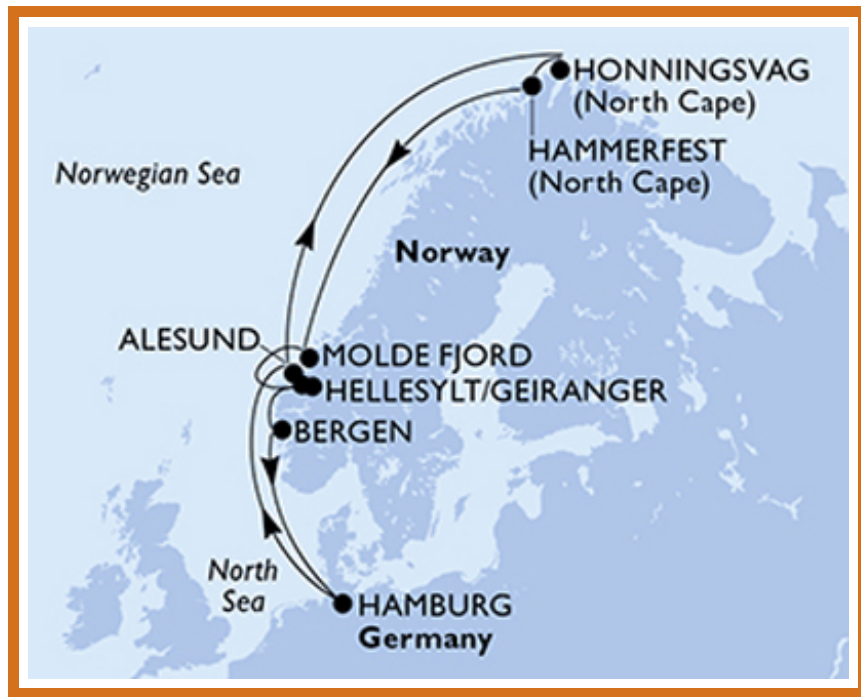 HONNINGSVAG
(North Cape)
HAMMERFEST
(North Cape)
Norwegian Sea
Norway
ALESUND
MOLDE FJORD
HELLESYLT/GEIRANGER
BERGEN
North
Sea
HAMBURG
Germany